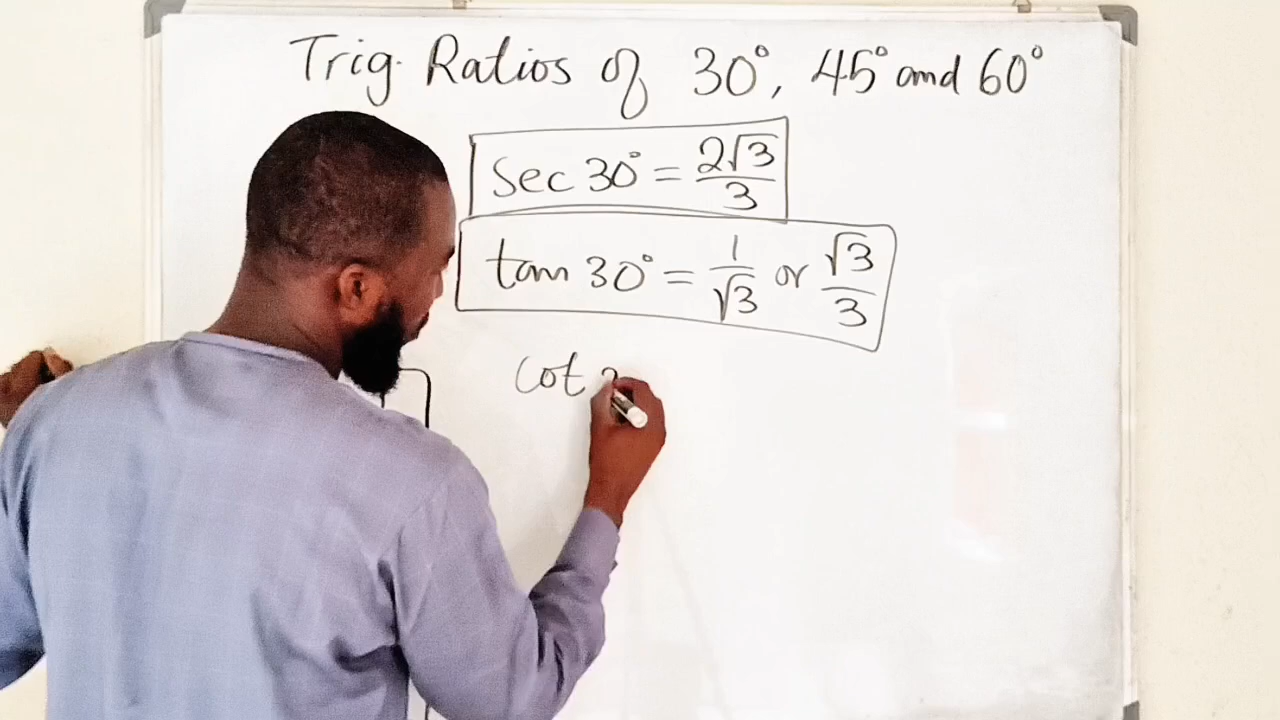 Trig. Ratios of 30°, 45° and 60°
Sec 30° = 2√3/3
tan 30° = 1/√3 or √3/3
Cot